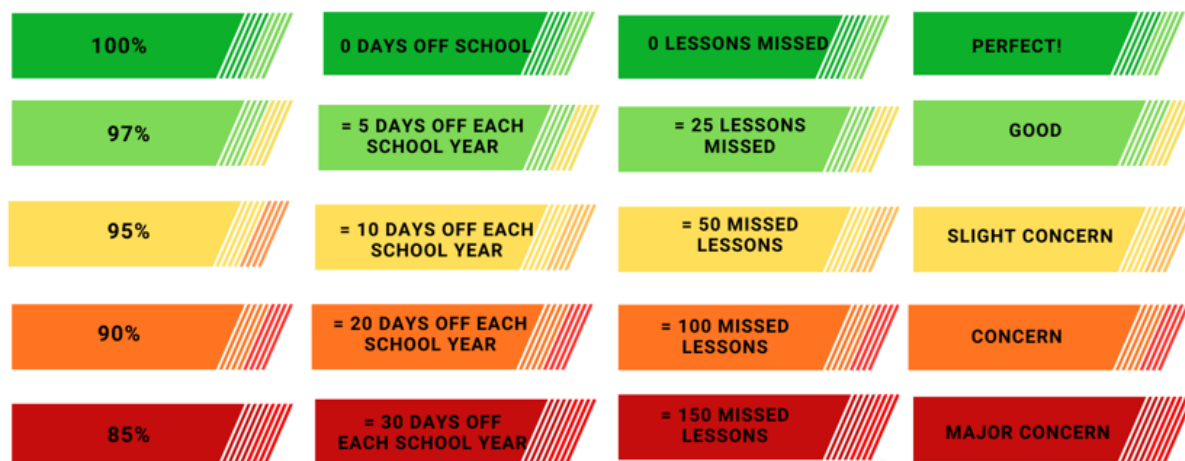 100%
0 DAYS OFF SCHOOL
0 LESSONS MISSED
PERFECT!
97%
= 5 DAYS OFF EACH
SCHOOL YEAR
= 25 LESSONS
MISSED
GOOD
95%
= 10 DAYS OFF EACH
SCHOOL YEAR
= 50 MISSED
LESSONS
SLIGHT CONCERN
90%
= 20 DAYS OFF EACH
SCHOOL YEAR
= 100 MISSED
LESSONS
CONCERN
85%
= 30 DAYS OFF
EACH SCHOOL YEAR
= 150 MISSED
LESSONS
MAJOR CONCERN